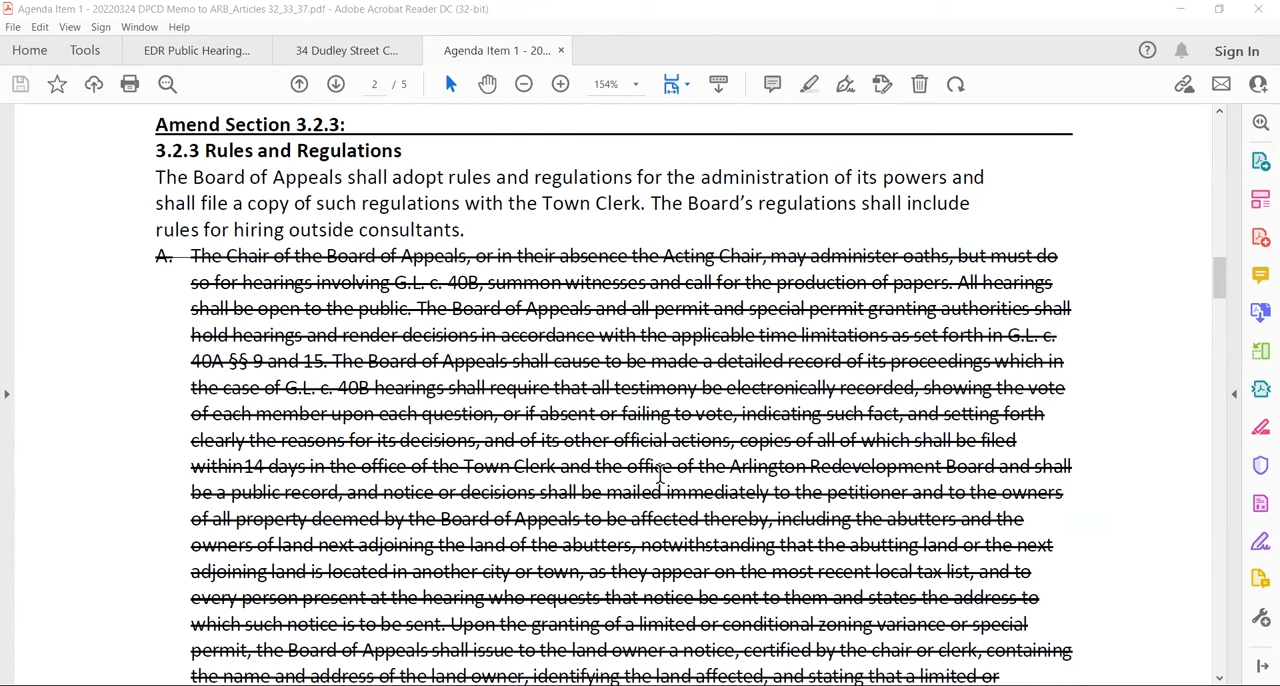 Agenda Item 1 - 20220324 DPCD Memo to ARB_Articles 32_33_37.pdf - Adobe Acrobat Reader DC (32-bit)
File Edit View Sign Window Help
Home Tools EDR Public Hearing... 34 Dudley Street C... Agenda Item 1 - 20... × Sign In
2 / 5 154%
Amend Section 3.2.3:
3.2.3 Rules and Regulations
The Board of Appeals shall adopt rules and regulations for the administration of its powers and
shall file a copy of such regulations with the Town Clerk. The Board's regulations shall include
rules for hiring outside consultants.
A. The Chair of the Board of Appeals, or in their absence the Acting Chair, may administer oaths, but must do
so for hearings involving G.L. c. 40B, summon witnesses and call for the production of papers. All hearings
shall be open to the public. The Board of Appeals and all permit and special permit granting authorities shall
hold hearings and render decisions in accordance with the applicable time limitations as set forth in G.L. c.
40A §§ 9 and 15. The Board of Appeals shall cause to be made a detailed record of its proceedings which in
the case of G.L. c. 40B hearings shall require that all testimony be electronically recorded, showing the vote
of each member upon each question, or if absent or failing to vote, indicating such fact, and setting forth
clearly the reasons for its decisions, and of its other official actions, copies of all of which shall be filed
within14 days in the office of the Town Clerk and the office of the Arlington Redevelopment Board and shall
be a public record, and notice or decisions shall be mailed immediately to the petitioner and to the owners
of all property deemed by the Board of Appeals to be affected thereby, including the abutters and the
owners of land next adjoining the land of the abutters, notwithstanding that the abutting land or the next
adjoining land is located in another city or town, as they appear on the most recent local tax list, and to
every person present at the hearing who requests that notice be sent to them and states the address to
which such notice is to be sent. Upon the granting of a limited or conditional zoning variance or special
permit, the Board of Appeals shall issue to the land owner a notice, certified by the chair or clerk, containing
the name and address of the land owner, identifying the land affected, and stating that a limited or